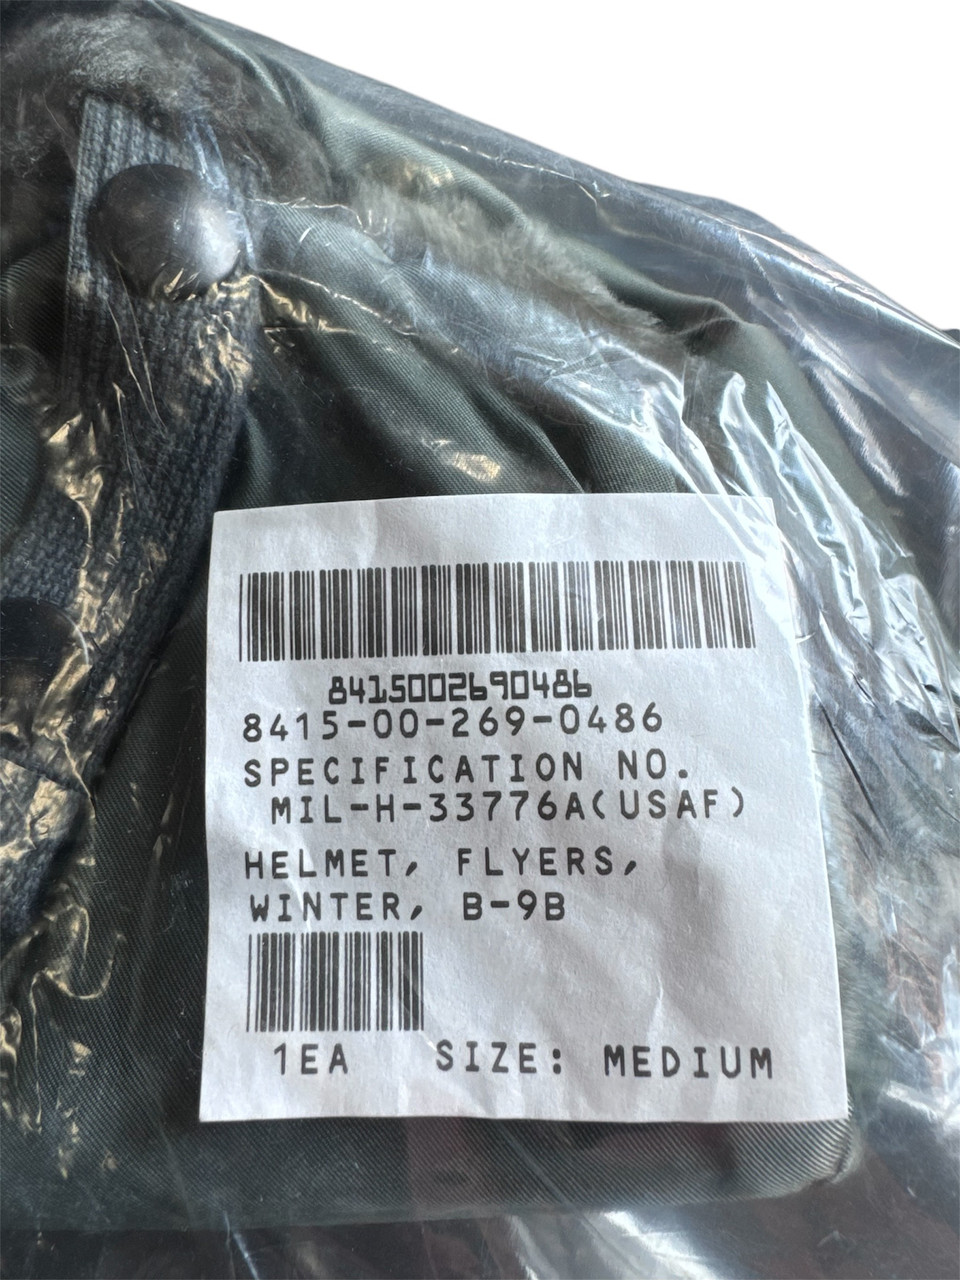 8415002690486
8415-00-269-0486
SPECIFICATION NO.
MIL-H-33776A(USAF)
HELMET, FLYERS,
WINTER, B-9B
1EA SIZE: MEDIUM